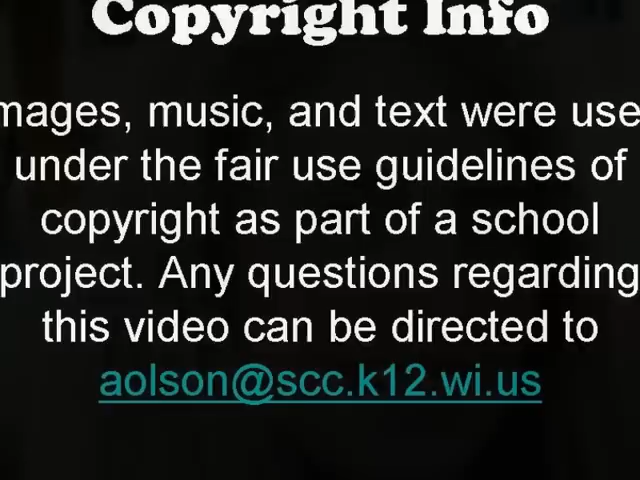 Copyright Info
mages, music, and text were use
under the fair use guidelines of
copyright as part of a school
project. Any questions regarding
this video can be directed to
aolson@scc.k12.wi.us